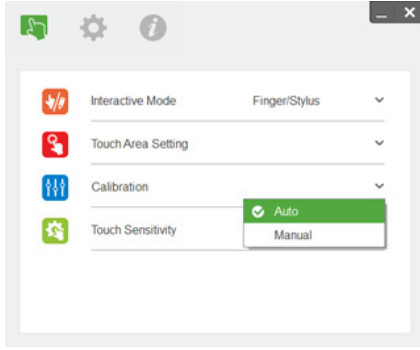 Interactive Mode Finger/Stylus
Touch Area Setting
Calibration
Auto
Touch Sensitivity
Manual